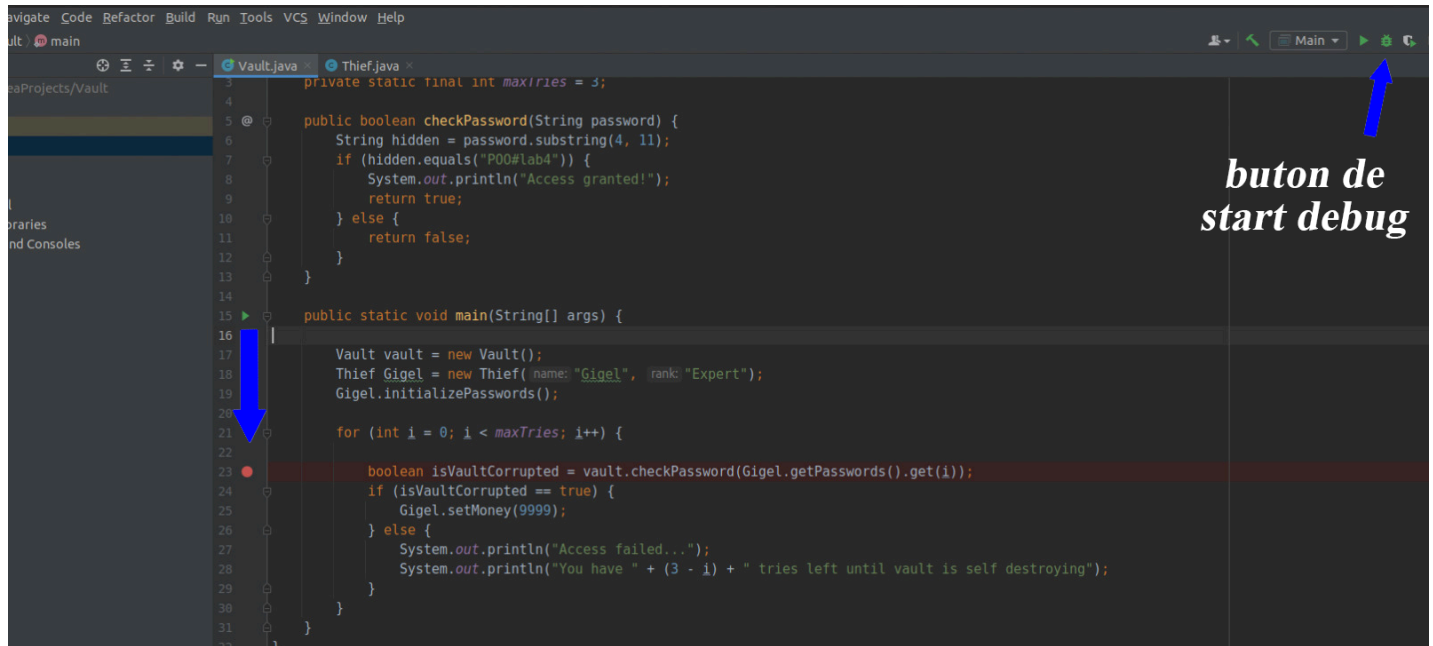 avigate Code Refactor Build Run Tools VCS Window Help
ult main
Main
Vault.java Thief.java
eaProjects/Vault
3 private static final int maxTries = 3;
4
5 @ public boolean checkPassword(String password) {
6 String hidden = password.substring(4, 11);
7 if (hidden.equals("POO#lab4")) {
8 System.out.println("Access granted!");
9 return true;
10 } else {
11 return false;
12 }
13 }
14
15 public static void main(String[] args) {
16
17 Vault vault = new Vault();
18 Thief Gigel = new Thief( name: "Gigel", rank: "Expert");
19 Gigel.initializePasswords();
20
21 for (int i = 0; i < maxTries; i++) {
22
23 boolean isVaultCorrupted = vault.checkPassword(Gigel.getPasswords().get(i));
24 if (isVaultCorrupted == true) {
25 Gigel.setMoney(9999);
26 } else {
27 System.out.println("Access failed...");
28 System.out.println("You have " + (3 - i) + " tries left until vault is self destroying");
29 }
30 }
31 }
l
oraries
nd Consoles
buton de
start debug